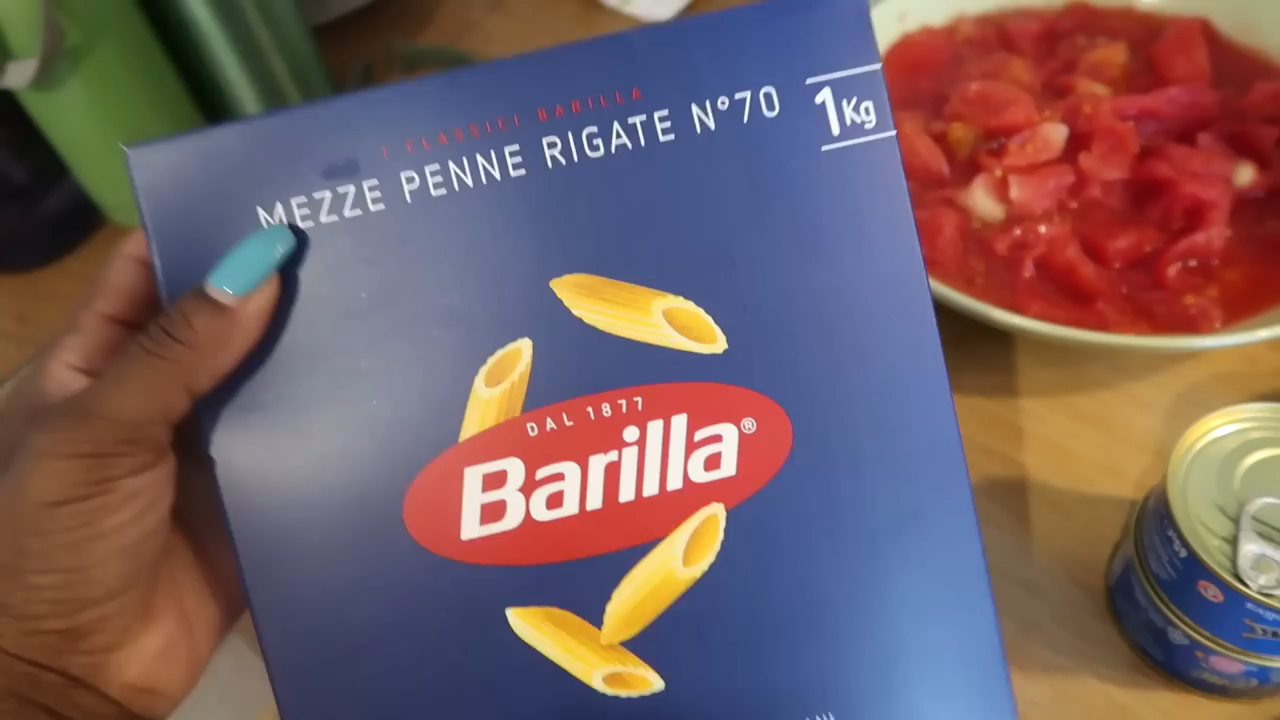 I CLASSICI BARILLA
MEZZE PENNE RIGATE N°70
1Kg
DAL 1877
Barilla®